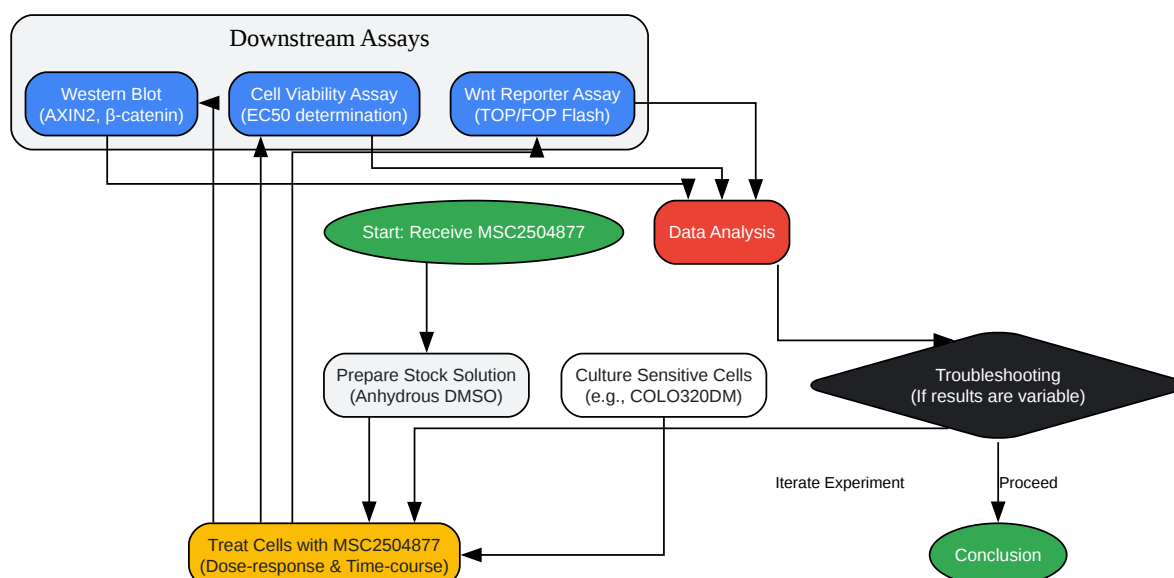 Downstream Assays
Western Blot
(AXIN2, β-catenin)
Cell Viability Assay
(EC50 determination)
Wnt Reporter Assay
(TOP/FOP Flash)
Start: Receive MSC2504877
Data Analysis
Prepare Stock Solution
(Anhydrous DMSO)
Culture Sensitive Cells
(e.g., COLO320DM)
Troubleshooting
(If results are variable)
Iterate Experiment
Proceed
Treat Cells with MSC2504877
(Dose-response & Time-course)
Conclusion